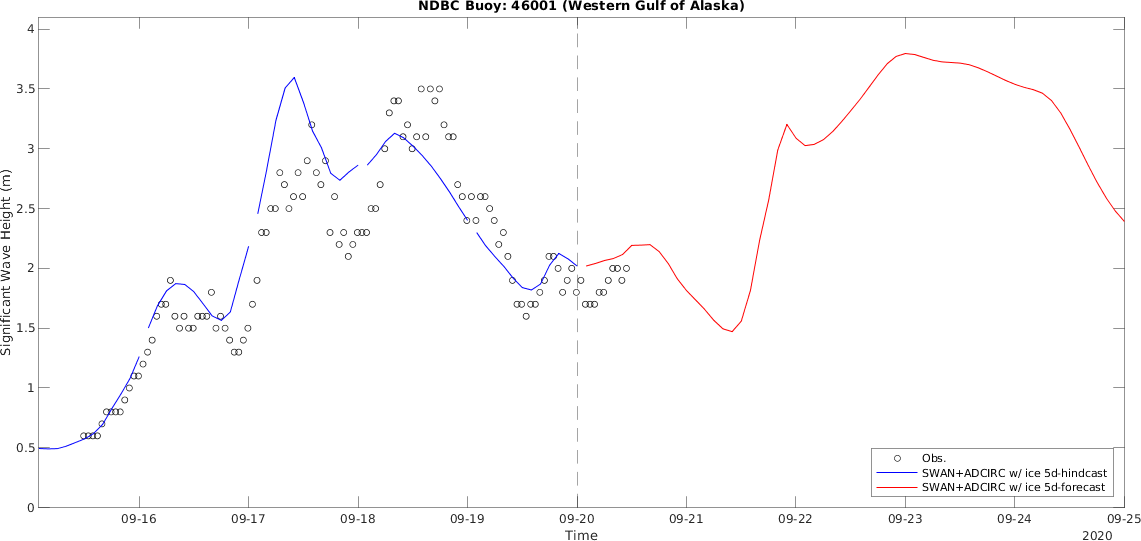 NDBC Buoy: 46001 (Western Gulf of Alaska)
Significant Wave Height (m)
4
3.5
3
2.5
2
1.5
1
0.5
0
Obs.
SWAN+ADCIRC w/ ice 5d-hindcast
SWAN+ADCIRC w/ ice 5d-forecast
09-16 09-17 09-18 09-19 09-20 09-21 09-22 09-23 09-24 09-25
Time
2020